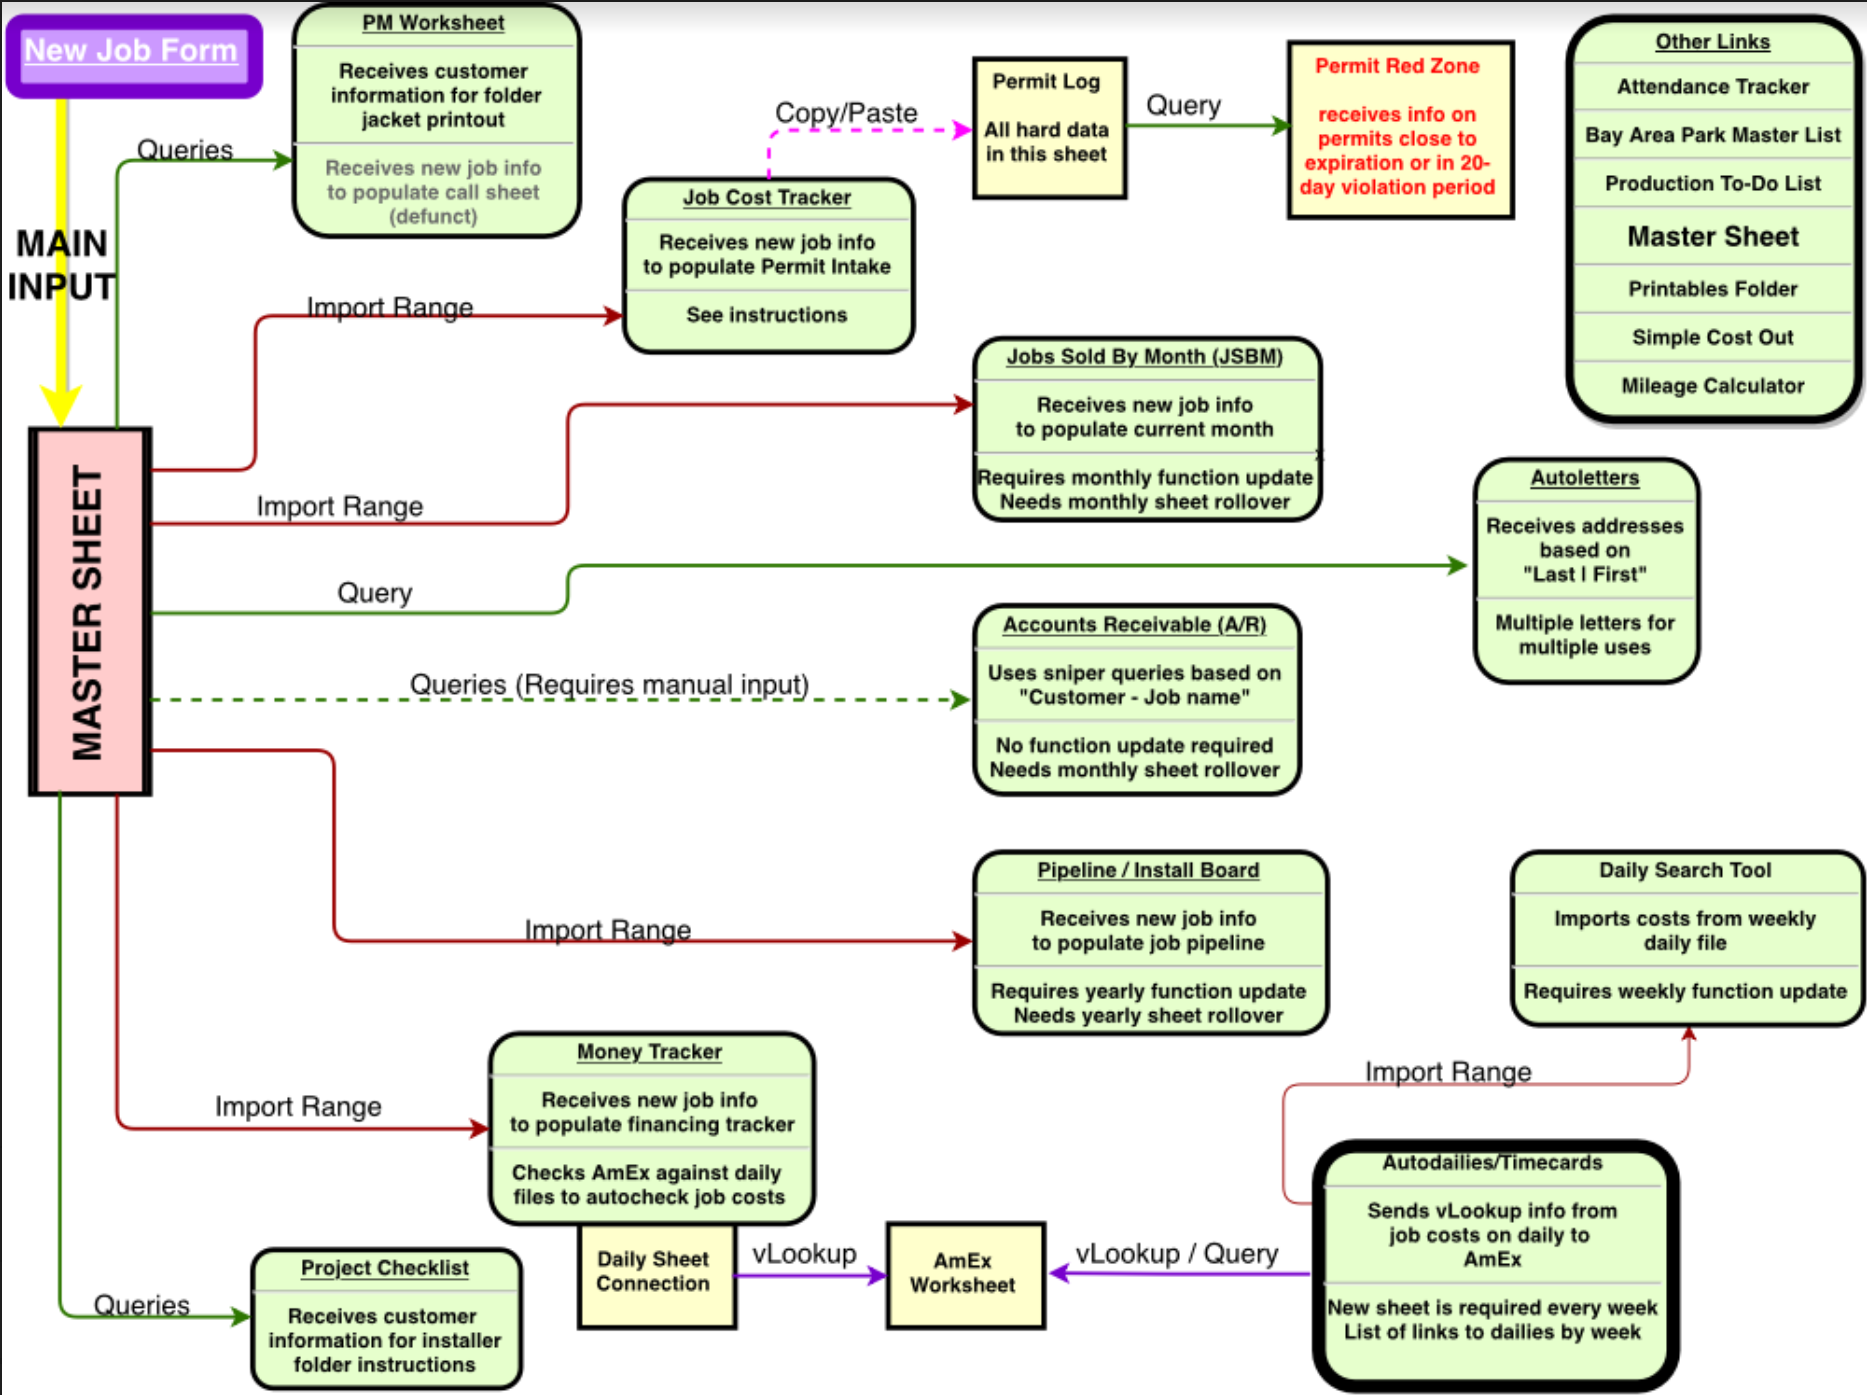 New Job Form
MAIN
INPUT
MASTER SHEET
Queries
PM Worksheet
Receives customer
information for folder
jacket printout
Receives new job info
to populate call sheet
(defunct)
Import Range
Job Cost Tracker
Receives new job info
to populate Permit Intake
See instructions
Copy/Paste
Permit Log
All hard data
in this sheet
Query
Permit Red Zone
receives info on
permits close to
expiration or in 20-
day violation period
Other Links
Attendance Tracker
Bay Area Park Master List
Production To-Do List
Master Sheet
Printables Folder
Simple Cost Out
Mileage Calculator
Import Range
Jobs Sold By Month (JSBM)
Receives new job info
to populate current month
Requires monthly function update
Needs monthly sheet rollover
x
Query
Autoletters
Receives addresses
based on
"Last | First"
Multiple letters for
multiple uses
Queries (Requires manual input)
Accounts Receivable (A/R)
Uses sniper queries based on
"Customer - Job name"
No function update required
Needs monthly sheet rollover
Import Range
Pipeline / Install Board
Receives new job info
to populate job pipeline
Requires yearly function update
Needs yearly sheet rollover
Daily Search Tool
Imports costs from weekly
daily file
Requires weekly function update
Import Range
Import Range
Money Tracker
Receives new job info
to populate financing tracker
Checks AmEx against daily
files to autocheck job costs
Daily Sheet
Connection
vLookup
AmEx
Worksheet
vLookup / Query
Autodailies/Timecards
Sends vLookup info from
job costs on daily to
AmEx
New sheet is required every week
List of links to dailies by week
Queries
Project Checklist
Receives customer
information for installer
folder instructions